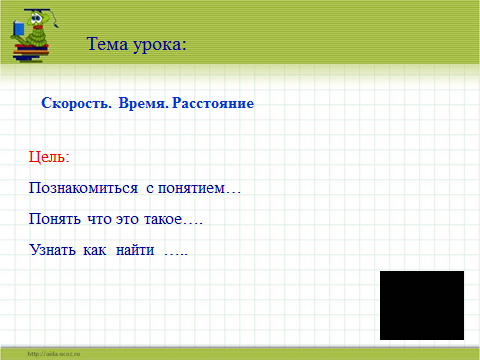 Тема урока:
Скорость. Время. Расстояние
Цель:
Познакомиться с понятием…
Понять что это такое….
Узнать как найти …..
http://aida.ucoz.ru